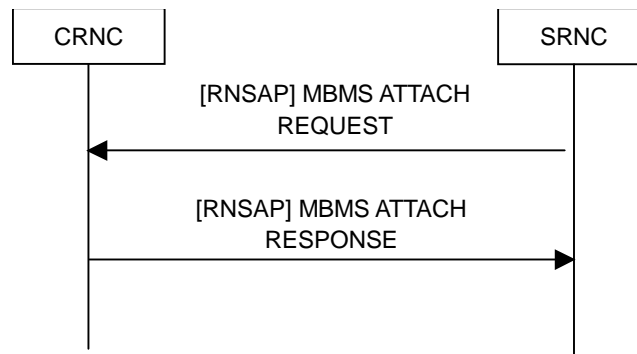 CRNC
SRNC
[RNSAP] MBMS ATTACH
REQUEST
[RNSAP] MBMS ATTACH
RESPONSE